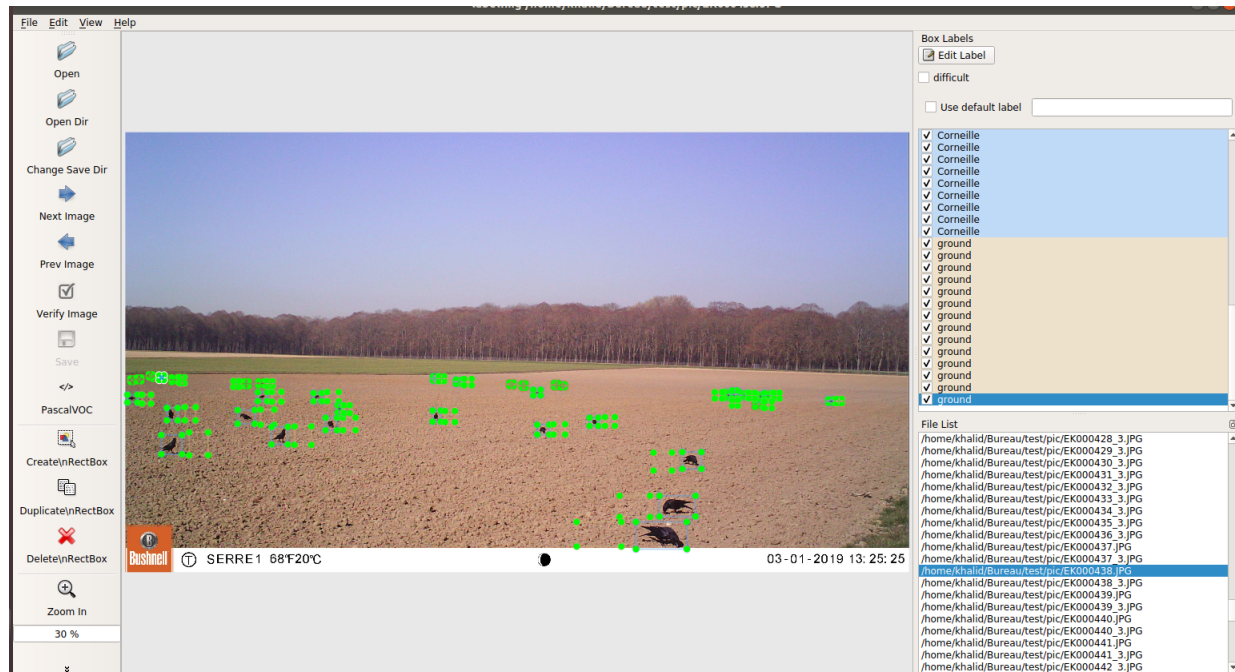 File Edit View Help
Open
Open Dir
Change Save Dir
Next Image
Prev Image
Verify Image
Save
</>
PascalVOC
Create\nRectBox
Duplicate\nRectBox
Delete\nRectBox
Zoom In
30 %
Bushnell
T SERRE1 68°F20°C
03-01-2019 13:25:25
Box Labels
Edit Label
difficult
Use default label
Corneille
Corneille
Corneille
Corneille
Corneille
Corneille
Corneille
Corneille
Corneille
ground
ground
ground
ground
ground
ground
ground
ground
ground
ground
ground
ground
ground
ground
File List
/home/khalid/Bureau/test/pic/EK000428_3.JPG
/home/khalid/Bureau/test/pic/EK000429_3.JPG
/home/khalid/Bureau/test/pic/EK000430_3.JPG
/home/khalid/Bureau/test/pic/EK000431_3.JPG
/home/khalid/Bureau/test/pic/EK000432_3.JPG
/home/khalid/Bureau/test/pic/EK000433_3.JPG
/home/khalid/Bureau/test/pic/EK000434_3.JPG
/home/khalid/Bureau/test/pic/EK000435_3.JPG
/home/khalid/Bureau/test/pic/EK000436_3.JPG
/home/khalid/Bureau/test/pic/EK000437.JPG
/home/khalid/Bureau/test/pic/EK000437_3.JPG
/home/khalid/Bureau/test/pic/EK000438.JPG
/home/khalid/Bureau/test/pic/EK000438_3.JPG
/home/khalid/Bureau/test/pic/EK000439.JPG
/home/khalid/Bureau/test/pic/EK000439_3.JPG
/home/khalid/Bureau/test/pic/EK000440.JPG
/home/khalid/Bureau/test/pic/EK000440_3.JPG
/home/khalid/Bureau/test/pic/EK000441.JPG
/home/khalid/Bureau/test/pic/EK000441_3.JPG
/home/khalid/Bureau/test/pic/EK000442_3.JPG